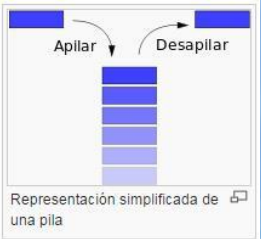 Apilar
Desapilar
Representación simplificada de
una pila